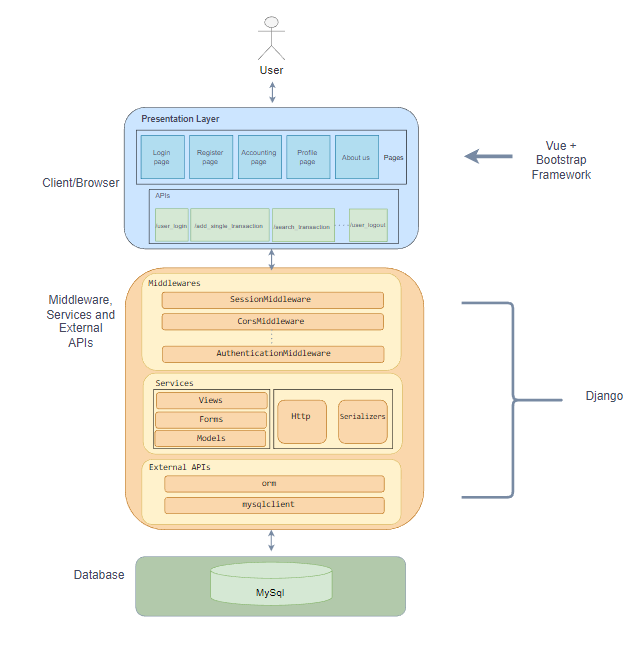 User
Presentation Layer
Login
page
Register
page
Accounting
page
Profile
page
About us
Pages
Vue +
Bootstrap
Framework
Client/Browser
APIs
/user_login
/add_single_transaction
/search_transaction
/user_logout
Middleware,
Services and
External
APIs
Middlewares
SessionMiddleware
CorsMiddleware
AuthenticationMiddleware
Services
Views
Forms
Models
Http
Serializers
Django
External APIs
orm
mysqlclient
Database
MySql